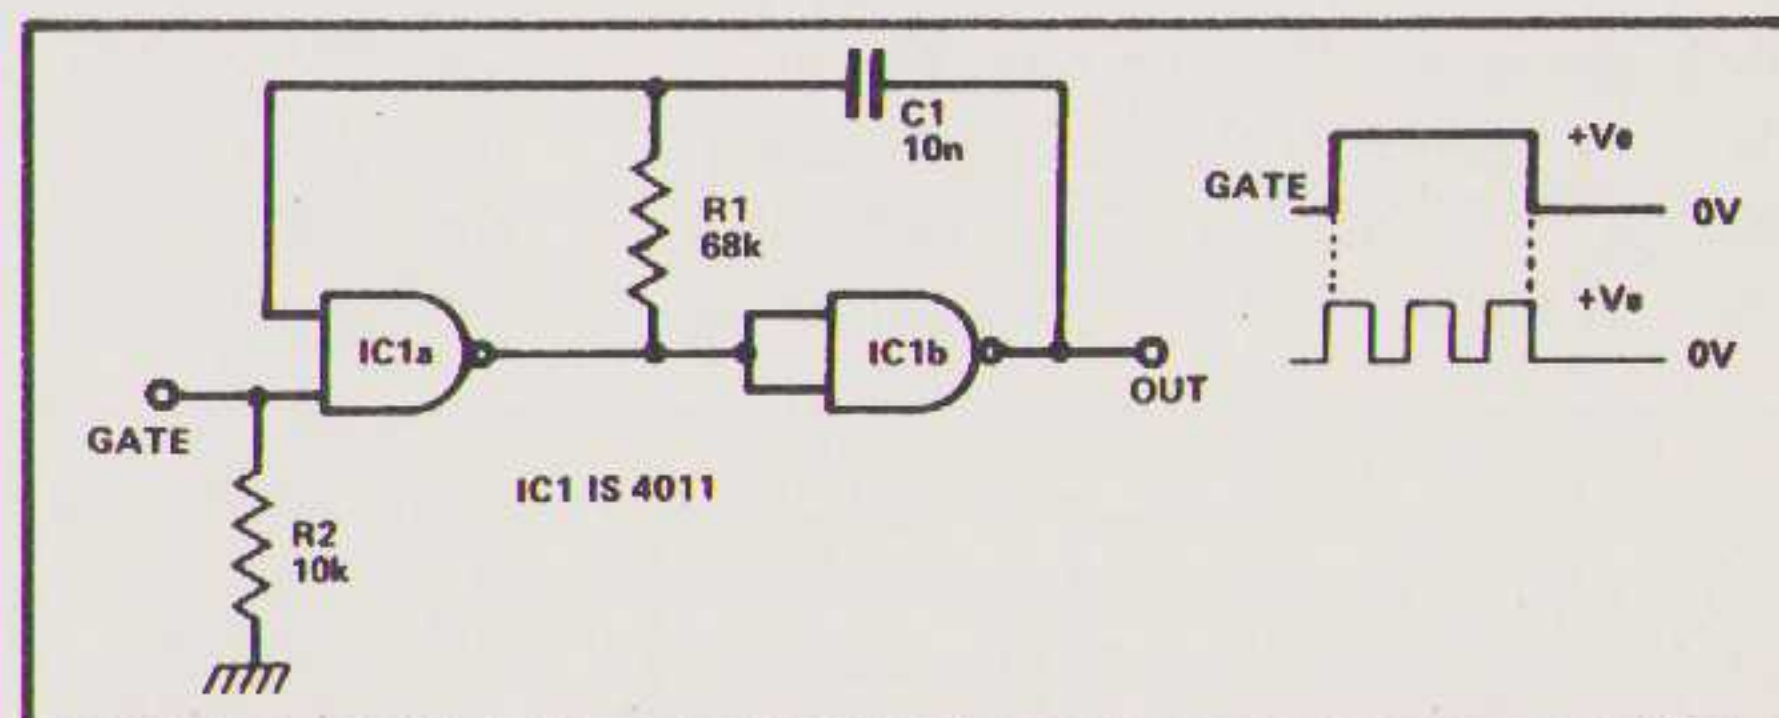 C1
10n
R1
68k
GATE
+Ve
0V
+Ve
0V
IC1a
IC1b
OUT
GATE
IC1 IS 4011
R2
10k